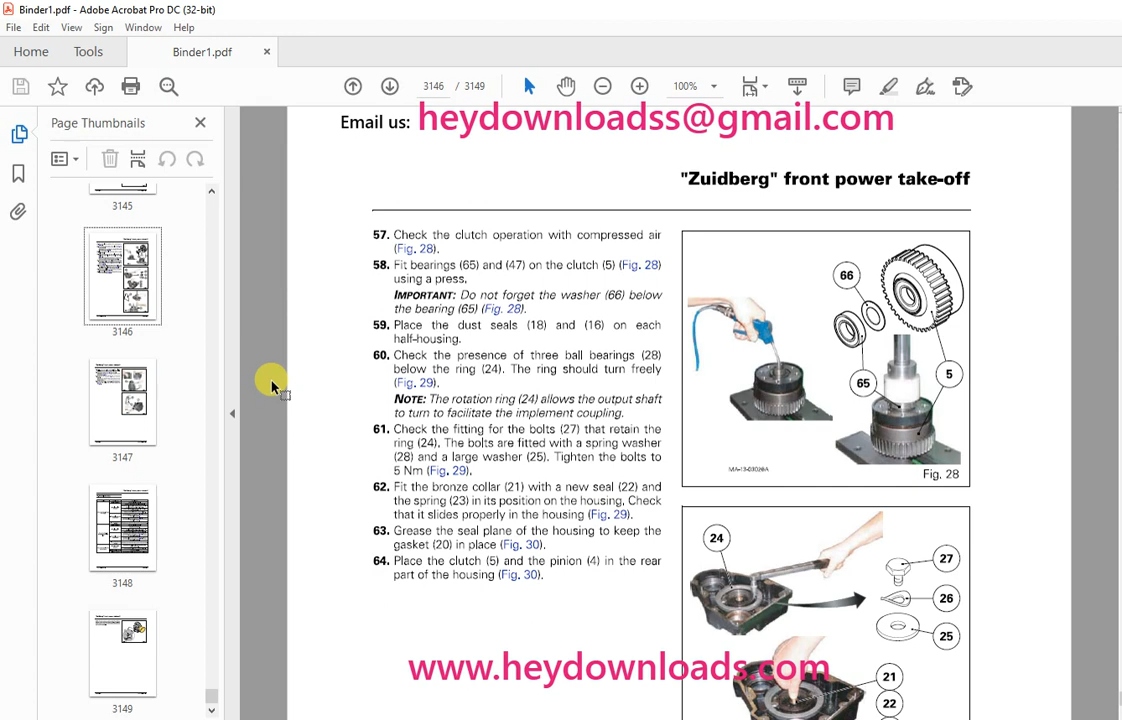 Binder1.pdf - Adobe Acrobat Pro DC (32-bit)
File Edit View Sign Window Help
Home Tools Binder1.pdf ×
3146 / 3149 100%
Page Thumbnails
3145
3146
3147
3148
3149
Email us: heydownloadss@gmail.com
"Zuidberg" front power take-off
57. Check the clutch operation with compressed air
(Fig. 28).
58. Fit bearings (65) and (47) on the clutch (5) (Fig. 28)
using a press.
IMPORTANT: Do not forget the washer (66) below
the bearing (65) (Fig. 28).
59. Place the dust seals (18) and (16) on each
half-housing.
60. Check the presence of three ball bearings (28)
below the ring (24). The ring should turn freely
(Fig. 29).
NOTE: The rotation ring (24) allows the output shaft
to turn to facilitate the implement coupling.
61. Check the fitting for the bolts (27) that retain the
ring (24). The bolts are fitted with a spring washer
(28) and a large washer (25). Tighten the bolts to
5 Nm (Fig. 29).
62. Fit the bronze collar (21) with a new seal (22) and
the spring (23) in its position on the housing. Check
that it slides properly in the housing (Fig. 29).
63. Grease the seal plane of the housing to keep the
gasket (20) in place (Fig. 30).
64. Place the clutch (5) and the pinion (4) in the rear
part of the housing (Fig. 30).
66
65
5
MA-13-03026A
Fig. 28
24
27
26
25
21
22
www.heydownloads.com